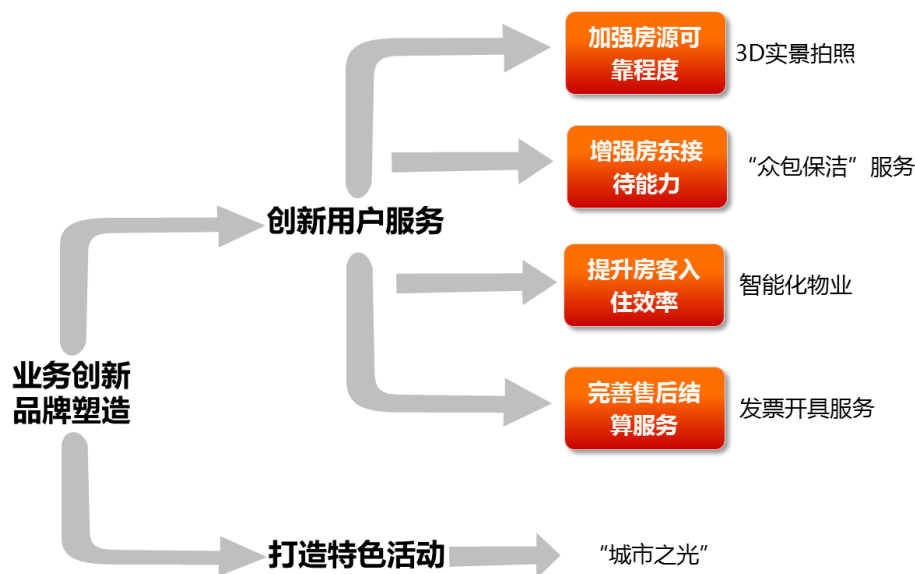 加强房源可
靠程度
3D实景拍照
增强房东接
待能力
“众包保洁”服务
创新用户服务
提升房客入
住效率
智能化物业
业务创新
品牌塑造
完善售后结
算服务
发票开具服务
打造特色活动
“城市之光”